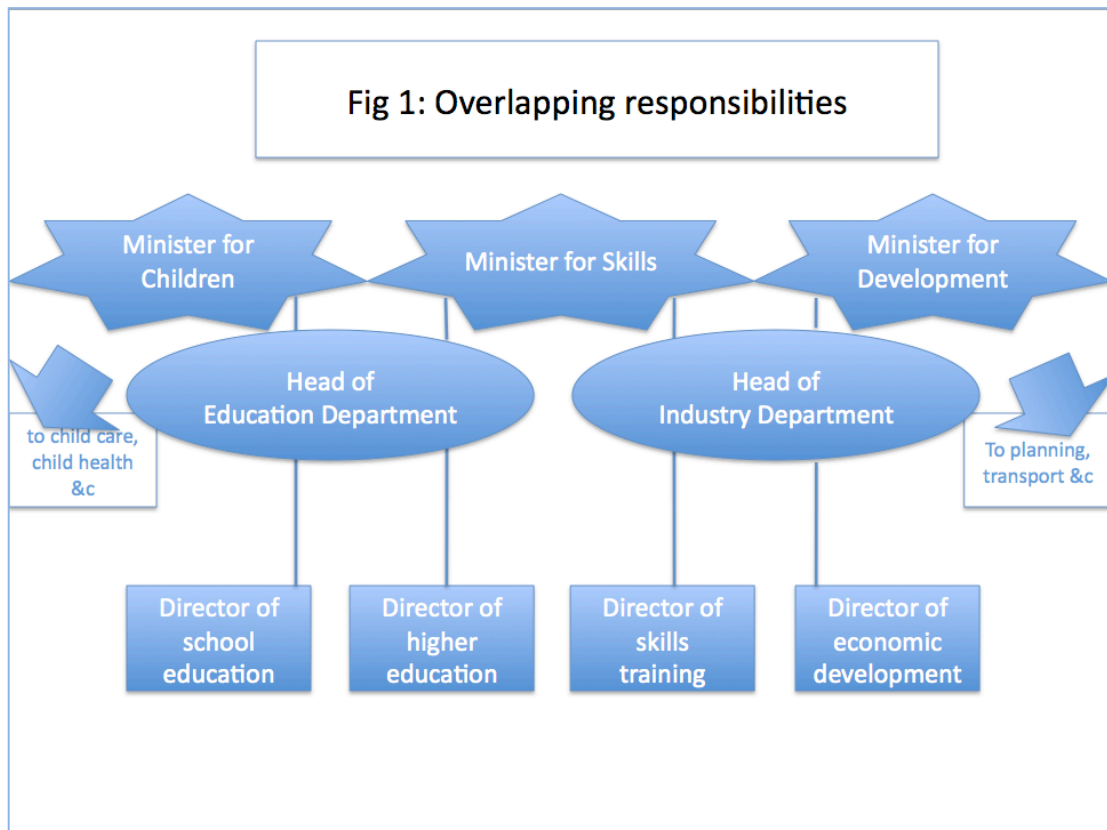 Fig 1: Overlapping responsibilities
Minister for
Children
Minister for Skills
Minister for
Development
Head of
Education Department
Head of
Industry Department
to child care,
child health
&c
To planning,
transport &c
Director of
school
education
Director of
higher
education
Director of
skills
training
Director of
economic
development